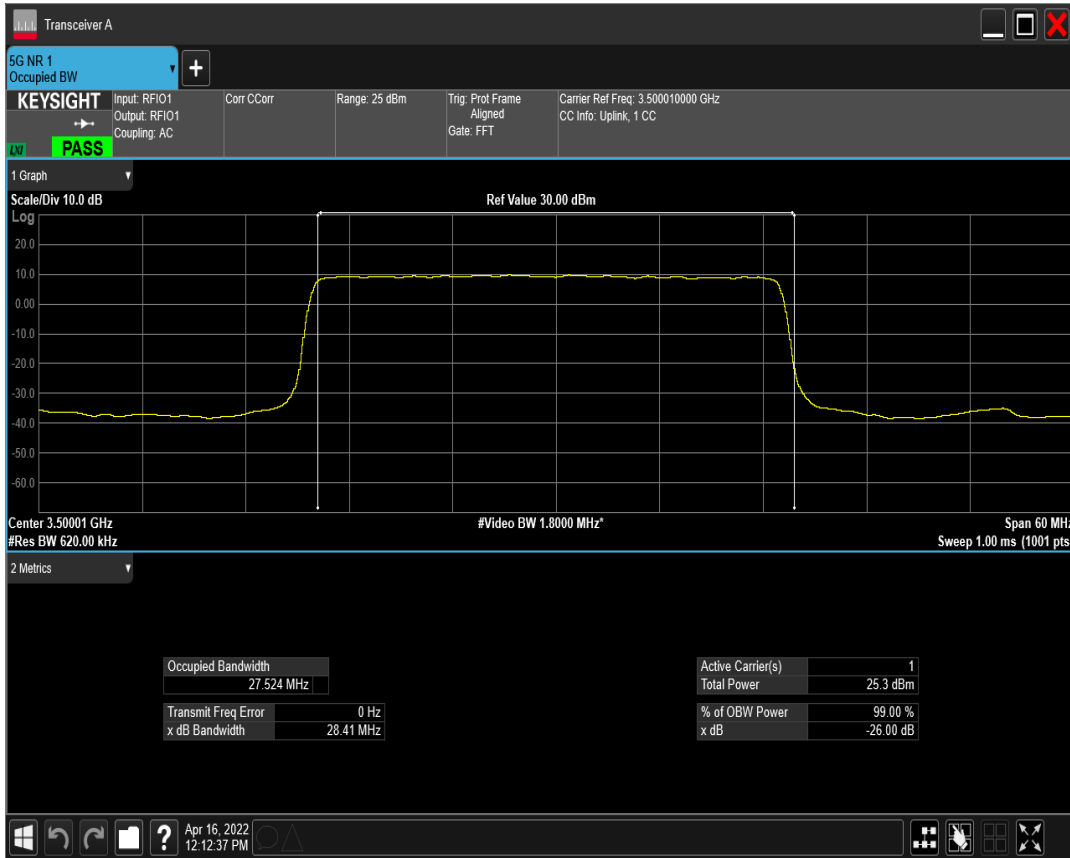 Transceiver A
5G NR 1
Occupied BW
KEYSIGHT
LXI
PASS
Input: RFIO1
Output: RFIO1
Coupling: AC
Corr CCorr
Range: 25 dBm
Trig: Prot Frame
Aligned
Gate: FFT
Carrier Ref Freq: 3.500010000 GHz
CC Info: Uplink, 1 CC
1 Graph
Scale/Div 10.0 dB
Ref Value 30.00 dBm
Log
20.0
10.0
0.00
-10.0
-20.0
-30.0
-40.0
-50.0
-60.0
Center 3.50001 GHz
#Video BW 1.8000 MHz*
Span 60 MHz
#Res BW 620.00 kHz
Sweep 1.00 ms (1001 pts
2 Metrics
Occupied Bandwidth
27.524 MHz
Transmit Freq Error 0 Hz
x dB Bandwidth 28.41 MHz
Active Carrier(s) 1
Total Power 25.3 dBm
% of OBW Power 99.00 %
x dB -26.00 dB
?
Apr 16, 2022
12:12:37 PM